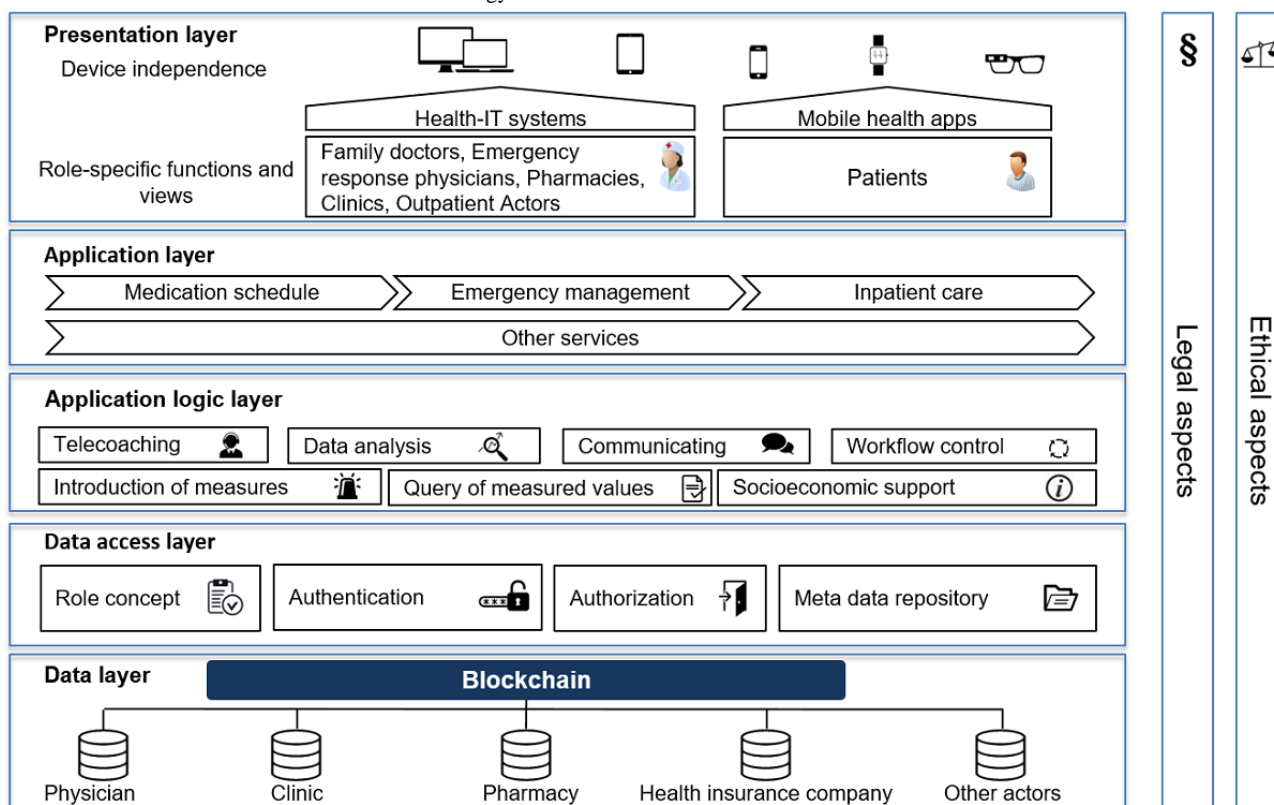 Presentation layer
Device independence
Health-IT systems
Mobile health apps
Role-specific functions and
views
Family doctors, Emergency
response physicians, Pharmacies,
Clinics, Outpatient Actors
Patients
Application layer
Medication schedule
Emergency management
Inpatient care
Other services
Application logic layer
Telecoaching
Data analysis
Communicating
Workflow control
Introduction of measures
Query of measured values
Socioeconomic support
i
Data access layer
Role concept
Authentication
***
Authorization
Meta data repository
Data layer
Blockchain
Physician
Clinic
Pharmacy
Health insurance company
Other actors
§
Legal aspects
Ethical aspects